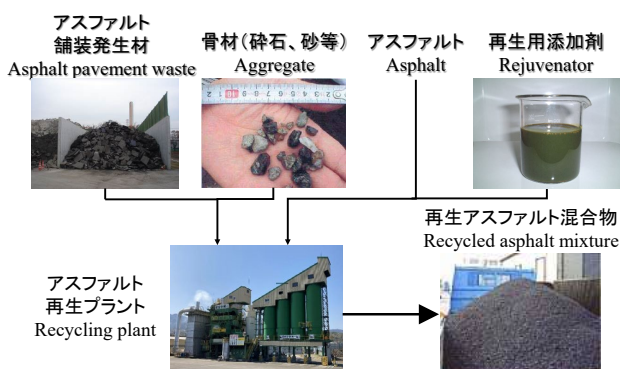 アスファルト
舗装発生材
Asphalt pavement waste
骨材(砕石、砂等)
Aggregate
アスファルト
Asphalt
再生用添加剤
Rejuvenator
再生アスファルト混合物
Recycled asphalt mixture
アスファルト
再生プラント
Recycling plant